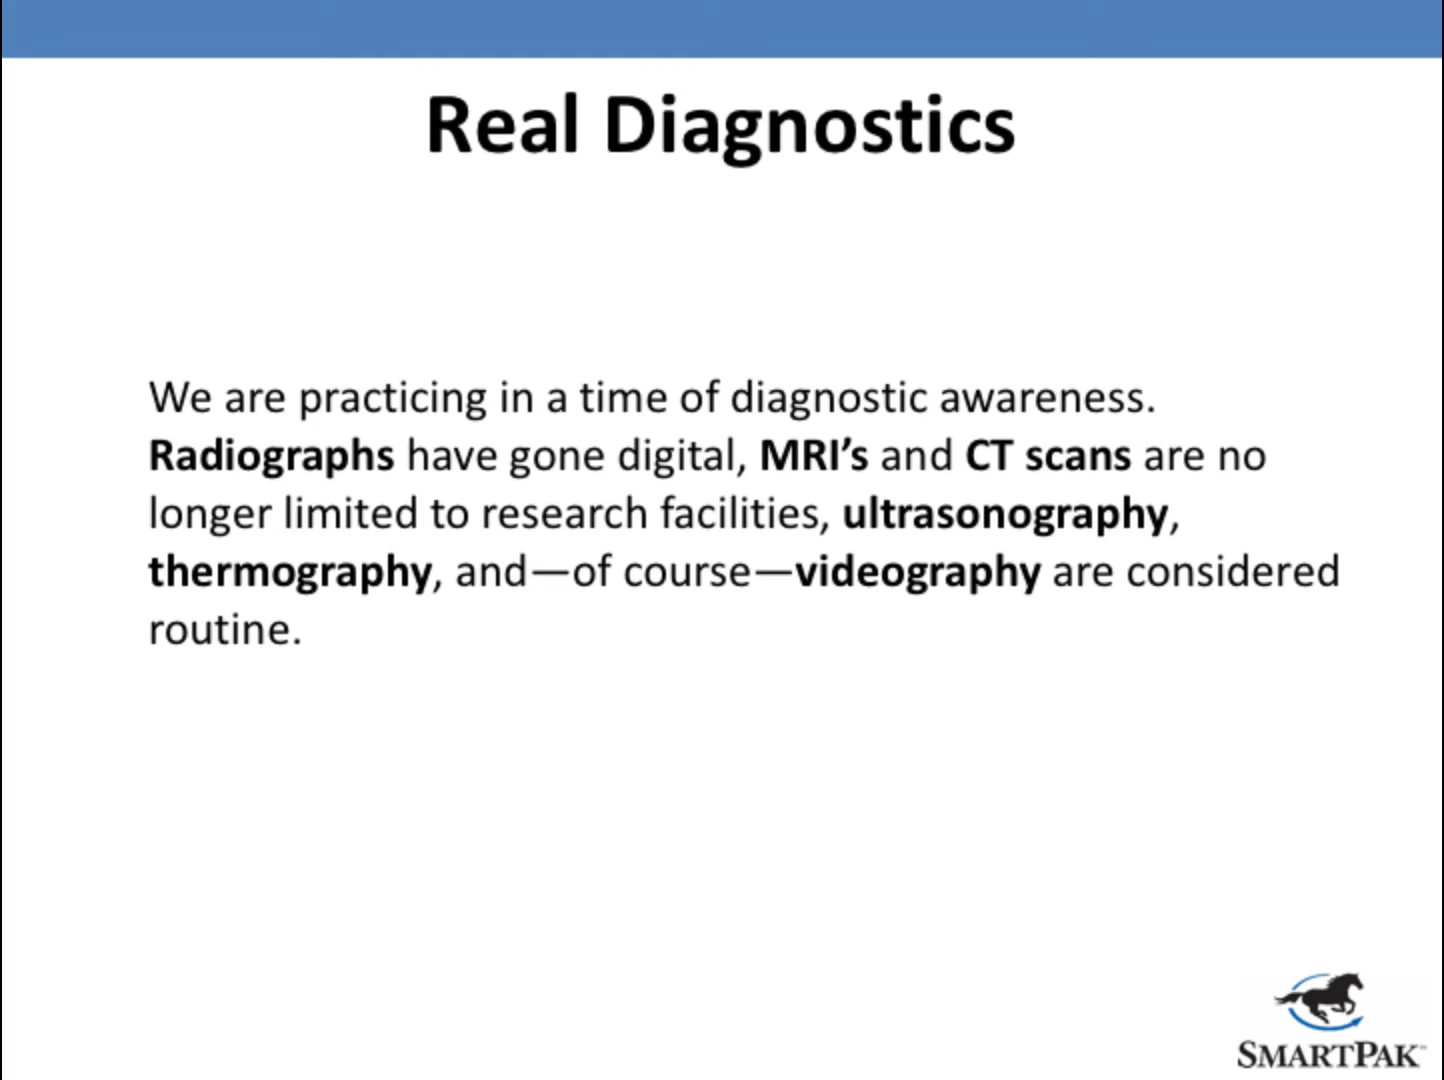 Real Diagnostics
We are practicing in a time of diagnostic awareness.
Radiographs have gone digital, MRI’s and CT scans are no
longer limited to research facilities, ultrasonography,
thermography, and—of course—videography are considered
routine.
SMARTPAK™